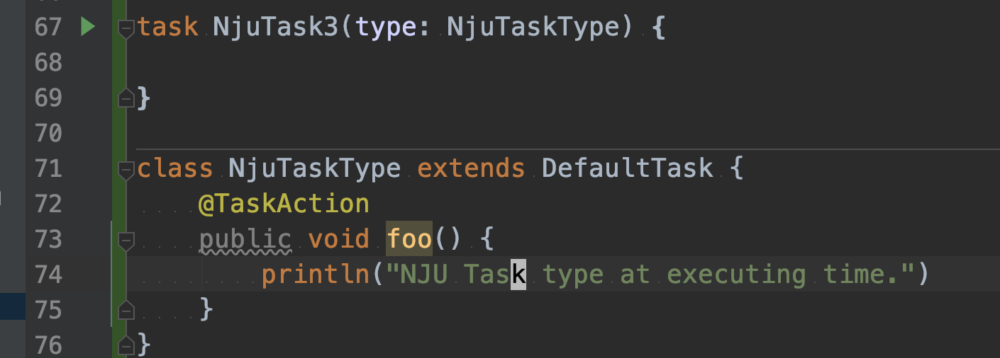 67 task NjuTask3(type: NjuTaskType) {
68
69 }
70
71 class NjuTaskType extends DefaultTask {
72     @TaskAction
73     public void foo() {
74         println("NJU Task type at executing time.")
75     }
76 }